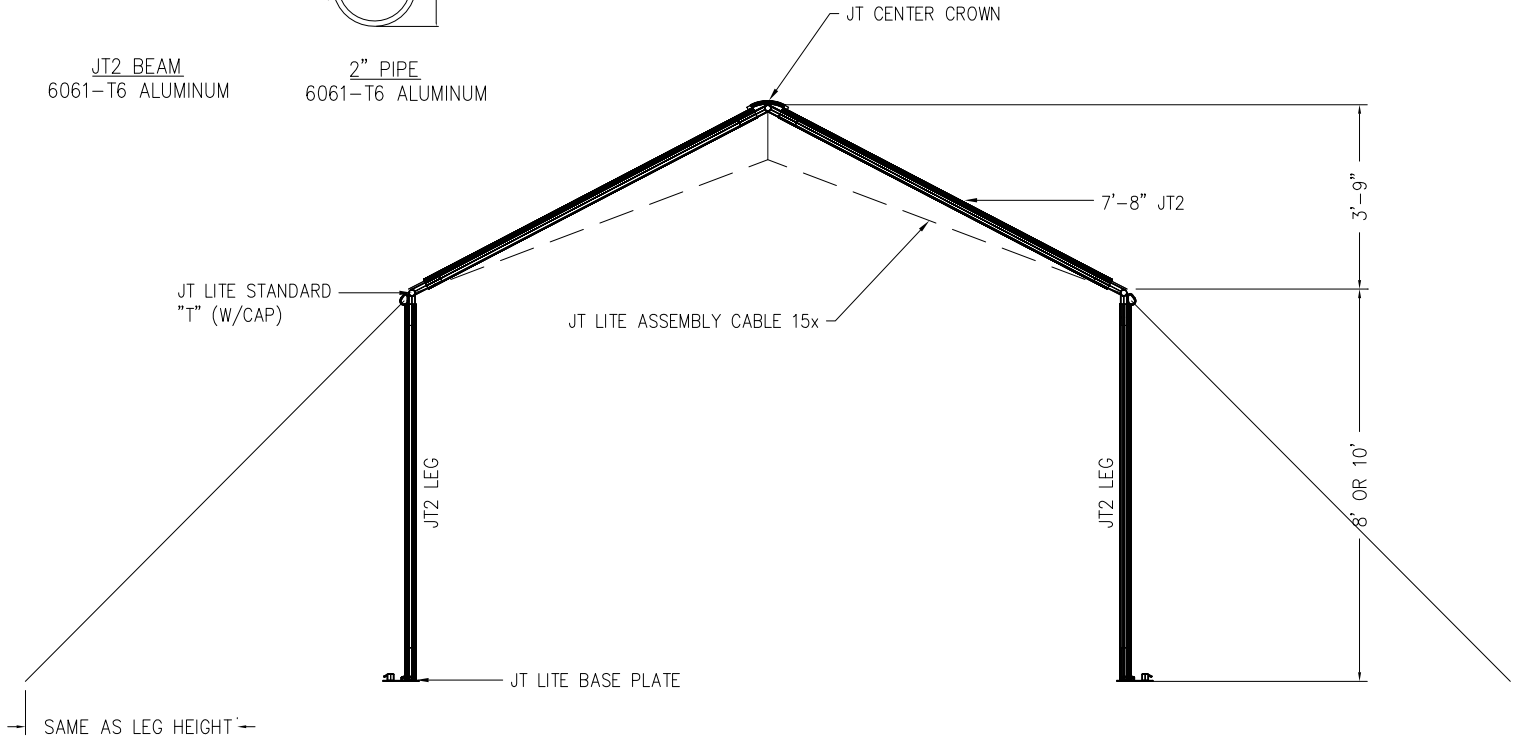 JT CENTER CROWN
JT2 BEAM
6061-T6 ALUMINUM
2" PIPE
6061-T6 ALUMINUM
7'-8" JT2
3'-9"
JT LITE STANDARD
"T" (W/CAP)
JT LITE ASSEMBLY CABLE 15x
JT2 LEG
JT2 LEG
8' OR 10'
JT LITE BASE PLATE
SAME AS LEG HEIGHT